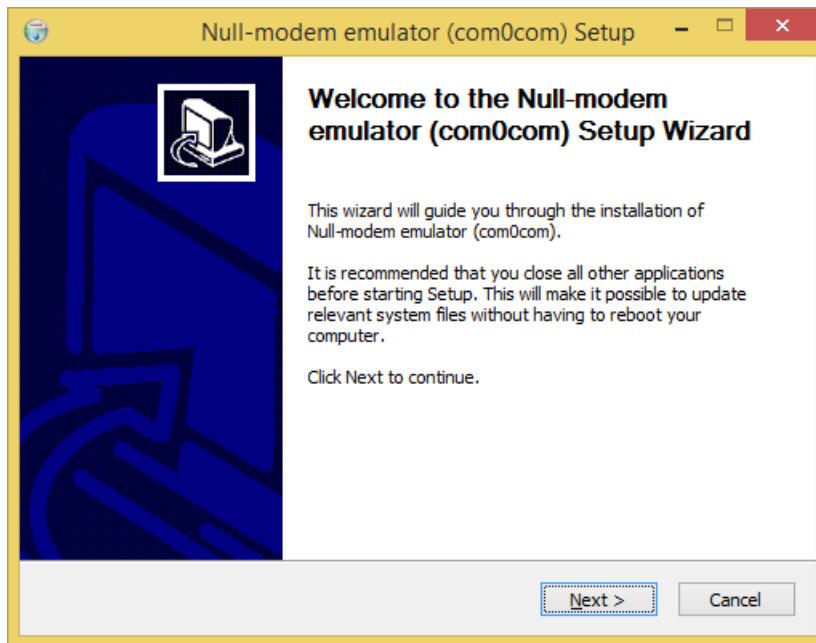 Null-modem emulator (com0com) Setup
Welcome to the Null-modem
emulator (com0com) Setup Wizard
This wizard will guide you through the installation of
Null-modem emulator (com0com).
It is recommended that you close all other applications
before starting Setup. This will make it possible to update
relevant system files without having to reboot your
computer.
Click Next to continue.
Next >
Cancel